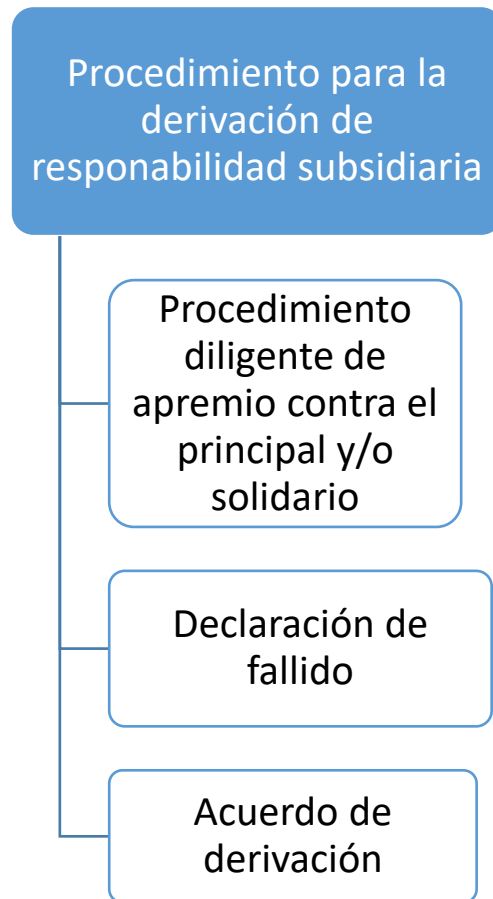 Procedimiento para la
derivación de
responabilidad subsidiaria
Procedimiento
diligente de
apremio contra el
principal y/o
solidario
Declaración de
fallido
Acuerdo de
derivación